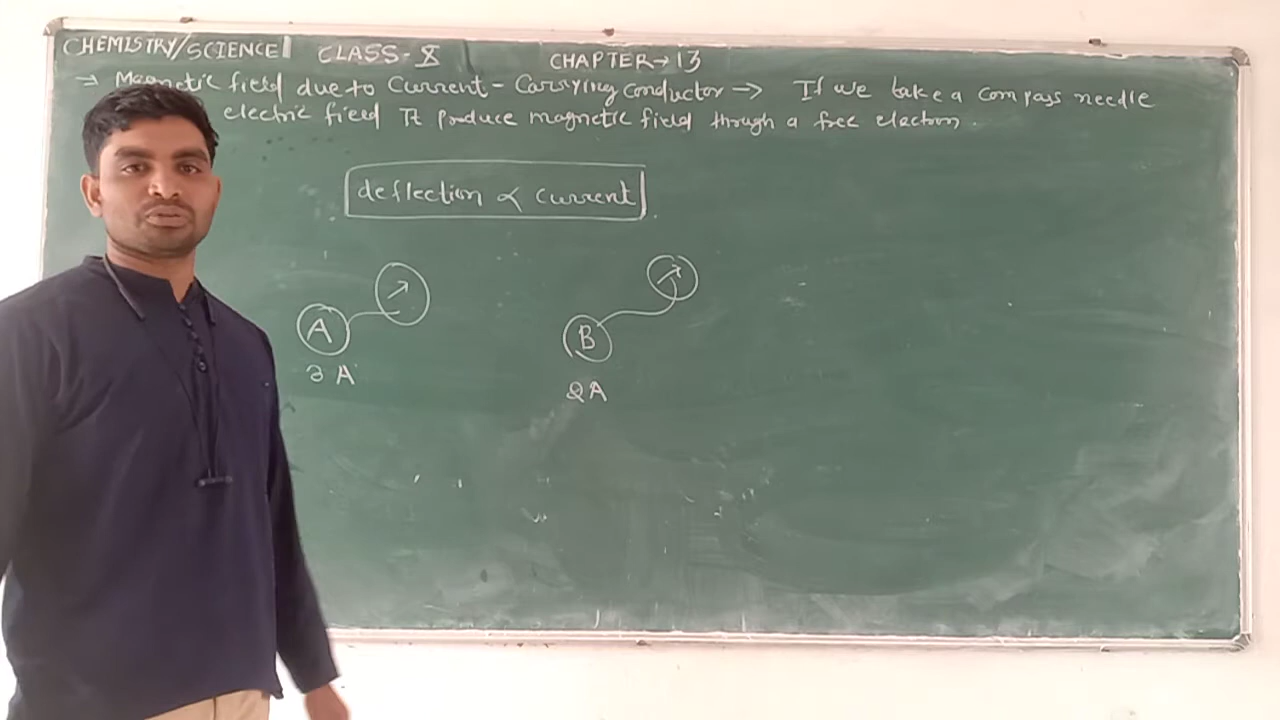 CHEMISTRY/SCIENCE CLASS-X CHAPTER→13
→ Magnetic field due to Current-Carrying conductor → If we take a compass needle
electric field It produce magnetic field through a free electron.
deflection ∝ current
A
3 A
B
2A